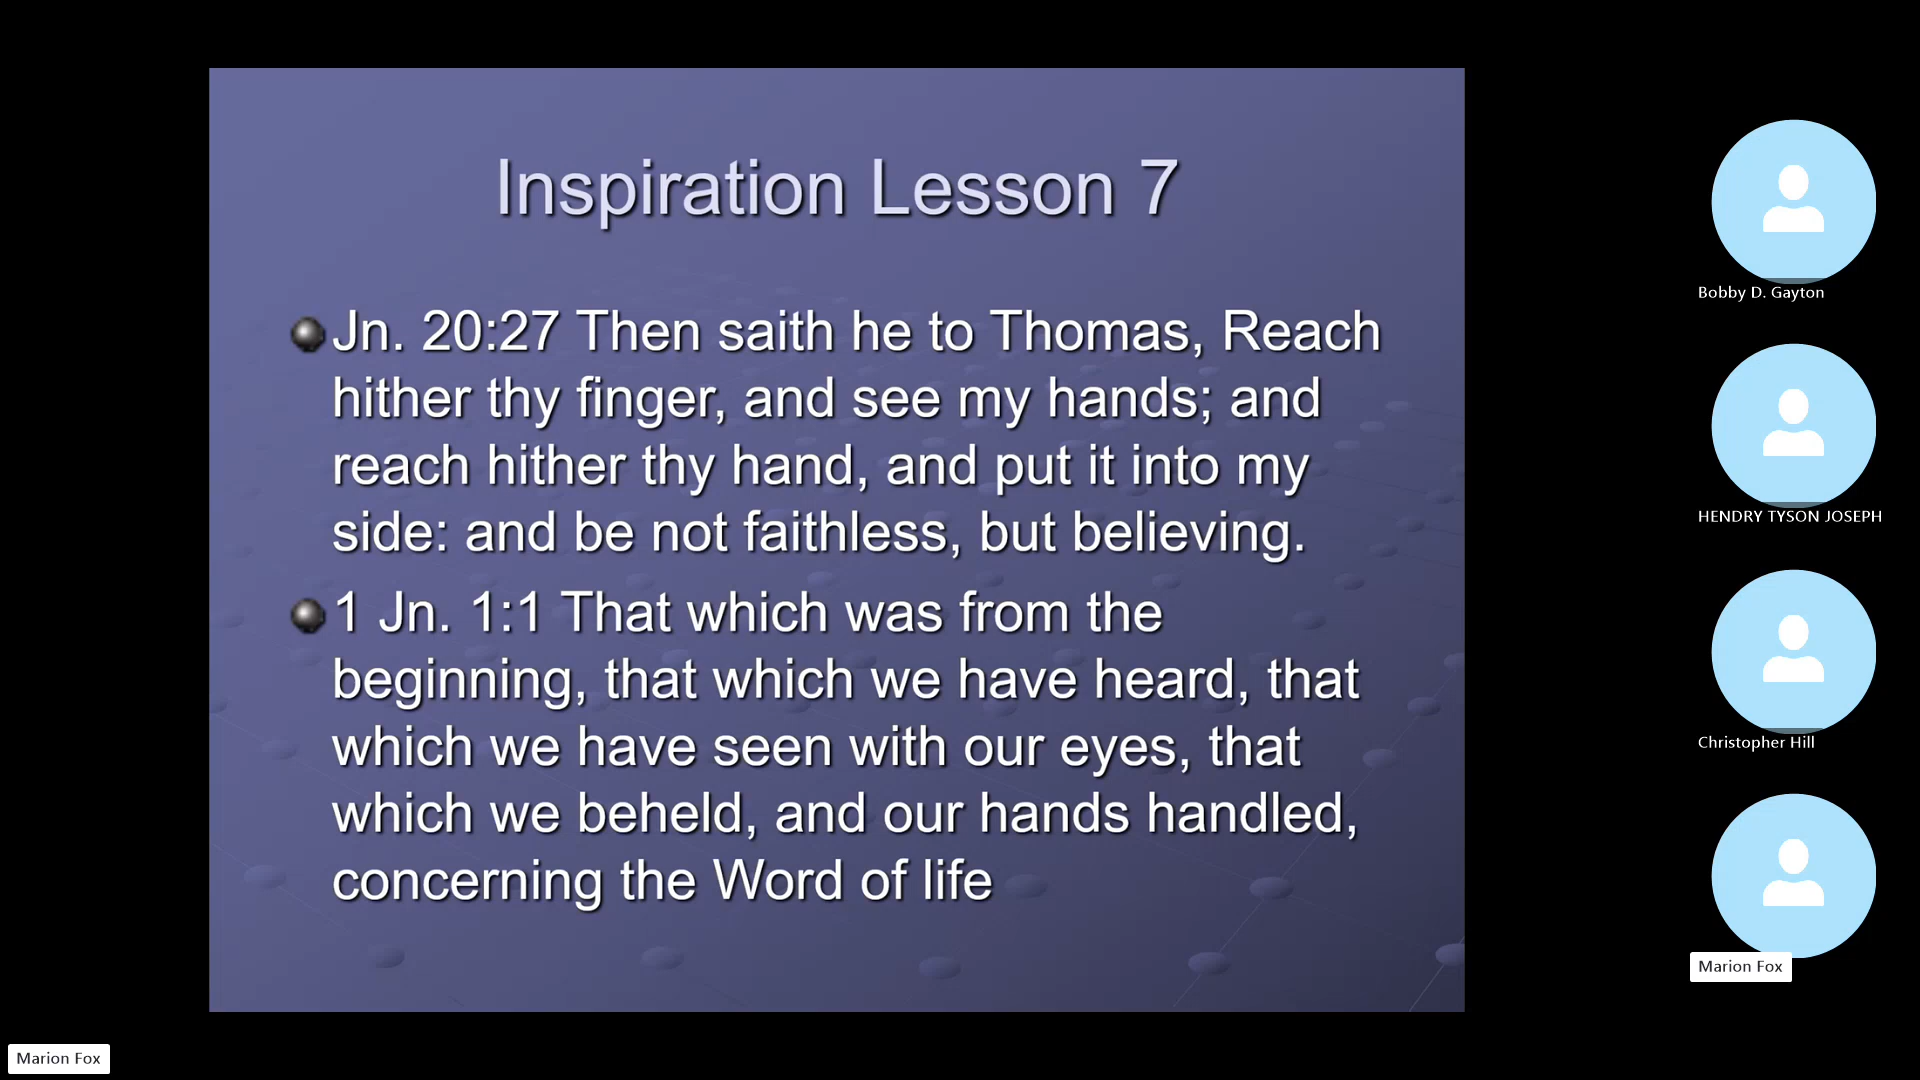 Inspiration Lesson 7
Jn. 20:27 Then saith he to Thomas, Reach
hither thy finger, and see my hands; and
reach hither thy hand, and put it into my
side: and be not faithless, but believing.
1 Jn. 1:1 That which was from the
beginning, that which we have heard, that
which we have seen with our eyes, that
which we beheld, and our hands handled,
concerning the Word of life
Bobby D. Gayton
HENDRY TYSON JOSEPH
Christopher Hill
Marion Fox
Marion Fox